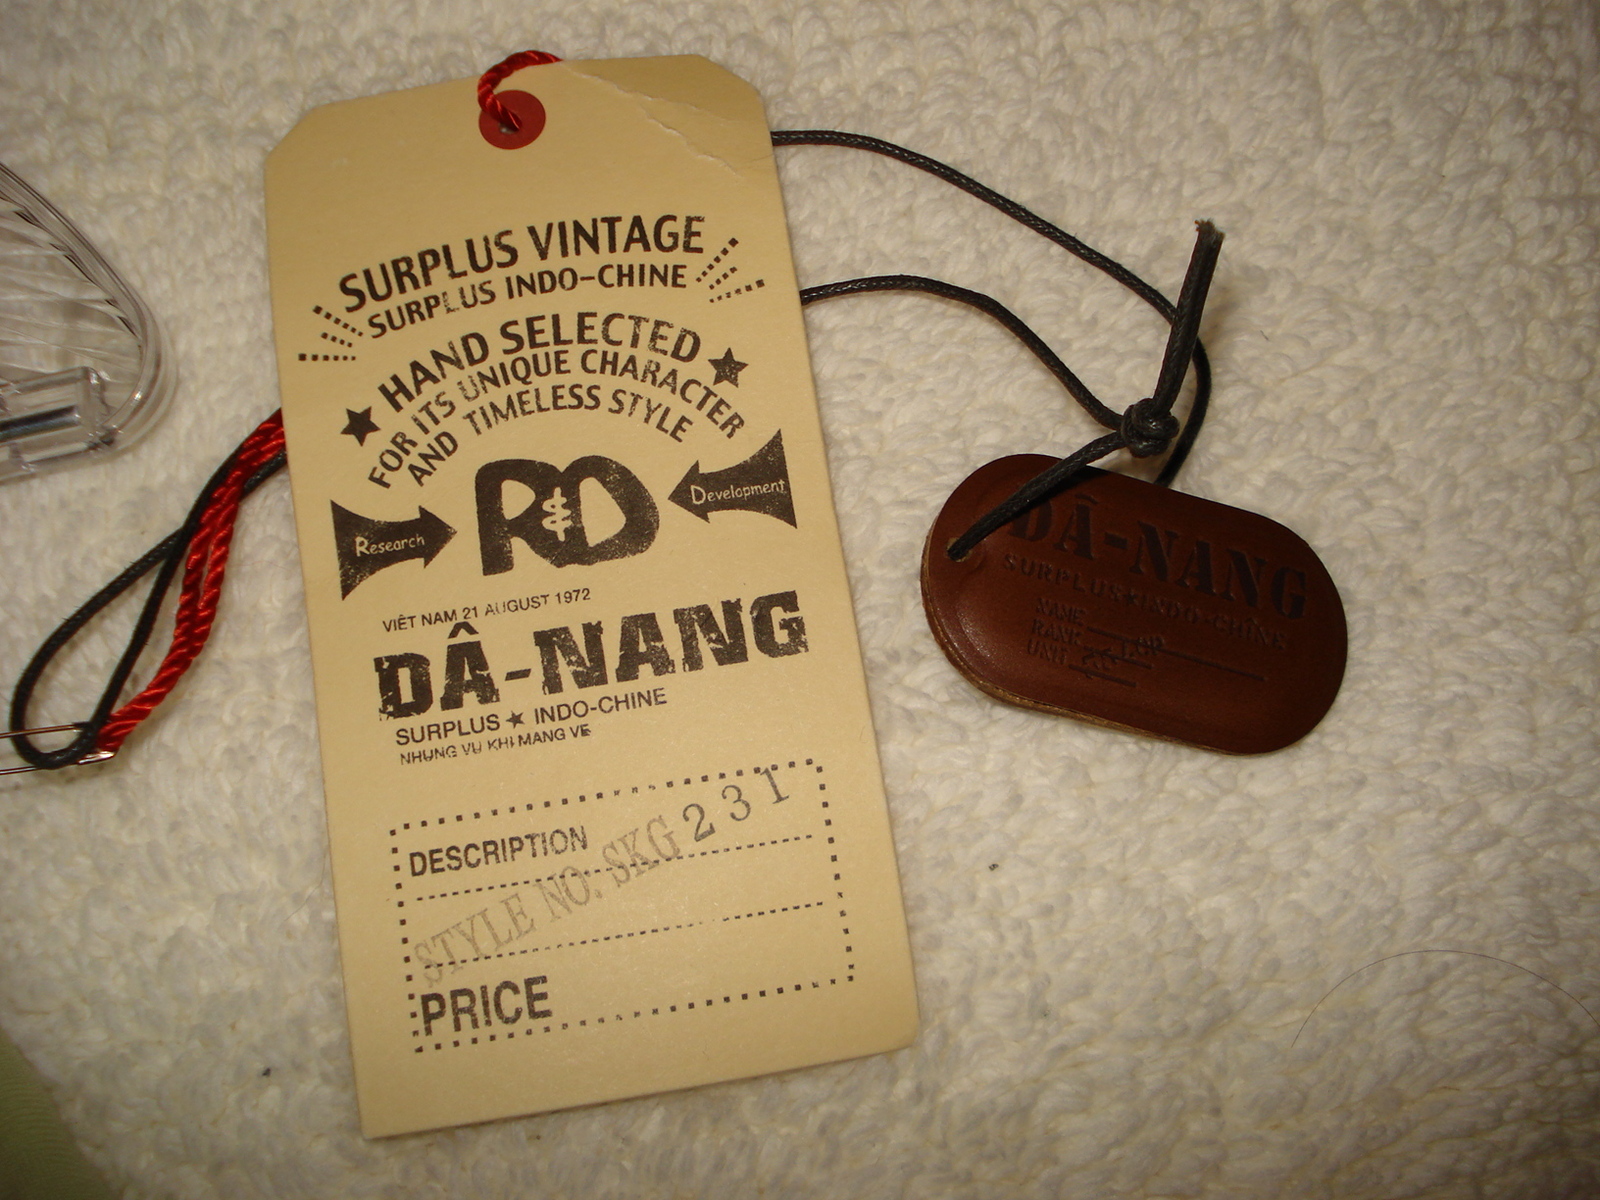 SURPLUS VINTAGE
SURPLUS INDO-CHINE
HAND SELECTED
FOR ITS UNIQUE CHARACTER
AND TIMELESS STYLE
Research
R&D
Development
VIÊT NAM 21 AUGUST 1972
DÂ-NANG
SURPLUS ★ INDO-CHINE
NHUNG VU KHI MANG VE
DESCRIPTION
STYLE NO: SKG 231
PRICE
DÂ-NANG
SURPLUS★INDO-CHINE
NAME
RANK
UNIT